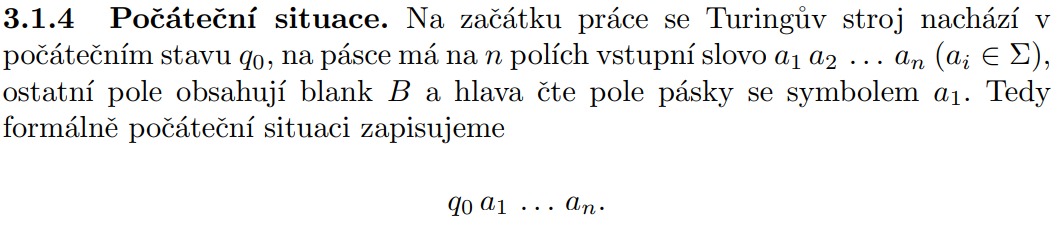 3.1.4 Počáteční situace. Na začátku práce se Turingův stroj nachází v
počátečním stavu q₀, na pásce má na n polích vstupní slovo a₁ a₂ … aₙ (aᵢ ∈ Σ),
ostatní pole obsahují blank B a hlava čte pole pásky se symbolem a₁. Tedy
formálně počáteční situaci zapisujeme
q₀ a₁ … aₙ.